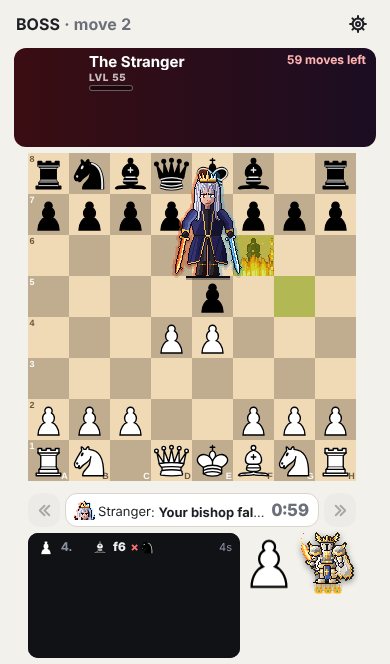 BOSS · move 2
The Stranger
59 moves left
LVL 55
8
7
6
5
4
3
2
1
A B C D E F G H
Stranger: Your bishop fal... 0:59
4. f6 × 4s